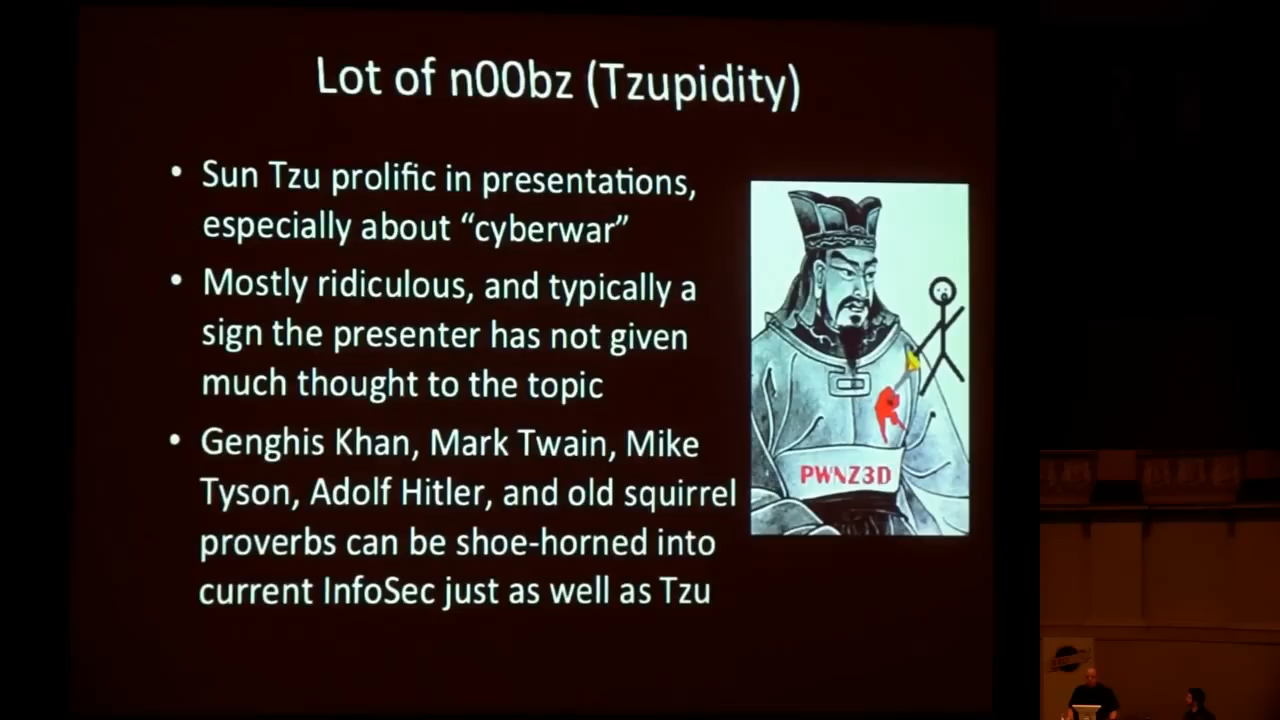 Lot of n00bz (Tzupidity)
• Sun Tzu prolific in presentations,
especially about “cyberwar”
• Mostly ridiculous, and typically a
sign the presenter has not given
much thought to the topic
• Genghis Khan, Mark Twain, Mike
Tyson, Adolf Hitler, and old squirrel
proverbs can be shoe-horned into
current InfoSec just as well as Tzu
PWNZ3D